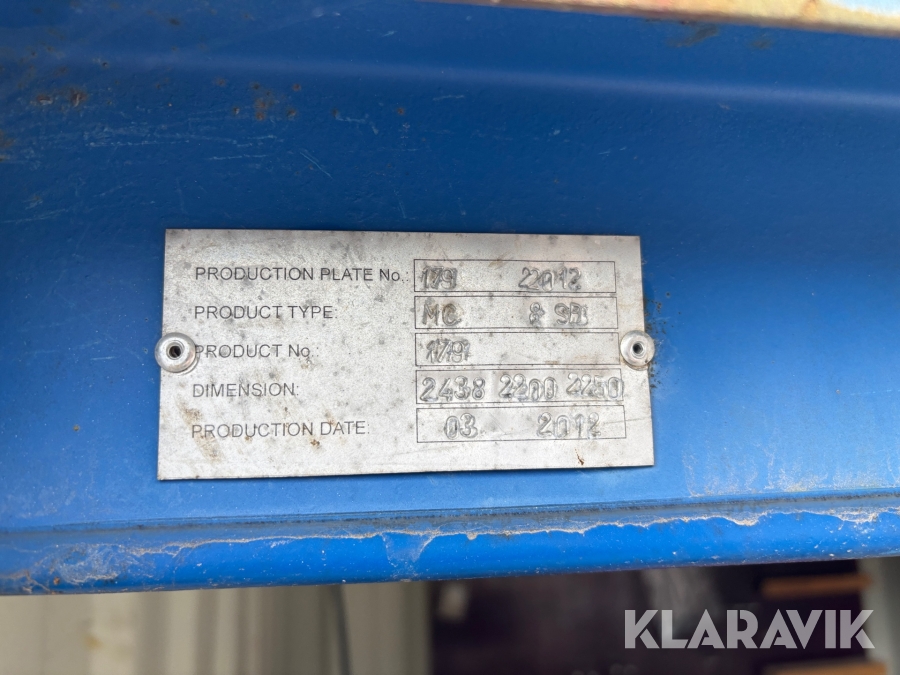 PRODUCTION PLATE No.: 179 22012
PRODUCT TYPE: MC 8 SB
PRODUCT No.: 179
DIMENSION: 2438 2200 2250
PRODUCTION DATE: 03 2012
KLARAVIK